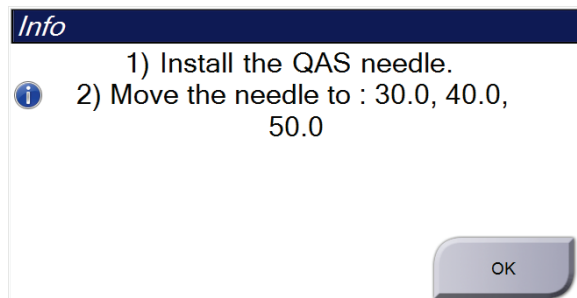 Info
1) Install the QAS needle.
2) Move the needle to : 30.0, 40.0,
50.0
OK